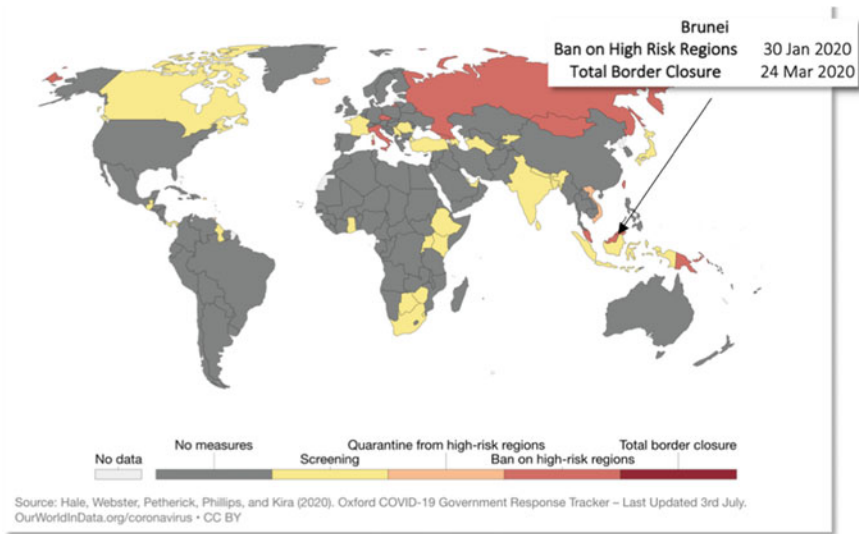 Brunei
Ban on High Risk Regions 30 Jan 2020
Total Border Closure 24 Mar 2020
No measures Quarantine from high-risk regions Total border closure
No data Screening Ban on high-risk regions
Source: Hale, Webster, Petherick, Phillips, and Kira (2020). Oxford COVID-19 Government Response Tracker – Last Updated 3rd July.
OurWorldInData.org/coronavirus • CC BY